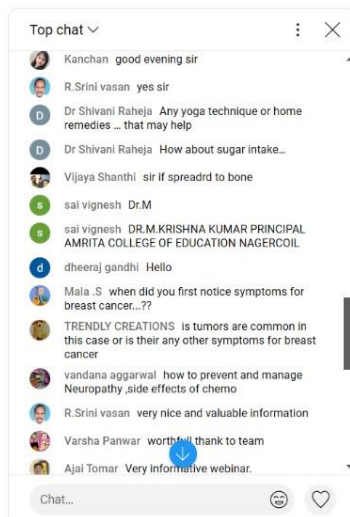 Top chat
Kanchan good evening sir
R.Srini vasan yes sir
Dr Shivani Raheja Any yoga technique or home
remedies ... that may help
Dr Shivani Raheja How about sugar intake...
Vijaya Shanthi sir if spreadrd to bone
sai vignesh Dr.M
sai vignesh DR.M.KRISHNA KUMAR PRINCIPAL
AMRITA COLLEGE OF EDUCATION NAGERCOIL
dheeraj gandhi Hello
Mala .S when did you first notice symptoms for
breast cancer...??
TRENDLY CREATIONS is tumors are common in
this case or is their any other symptoms for breast
cancer
vandana aggarwal how to prevent and manage
Neuropathy ,side effects of chemo
R.Srini vasan very nice and valuable information
Varsha Panwar thank to team
Ajai Tomar Very informative webinar.
Chat...